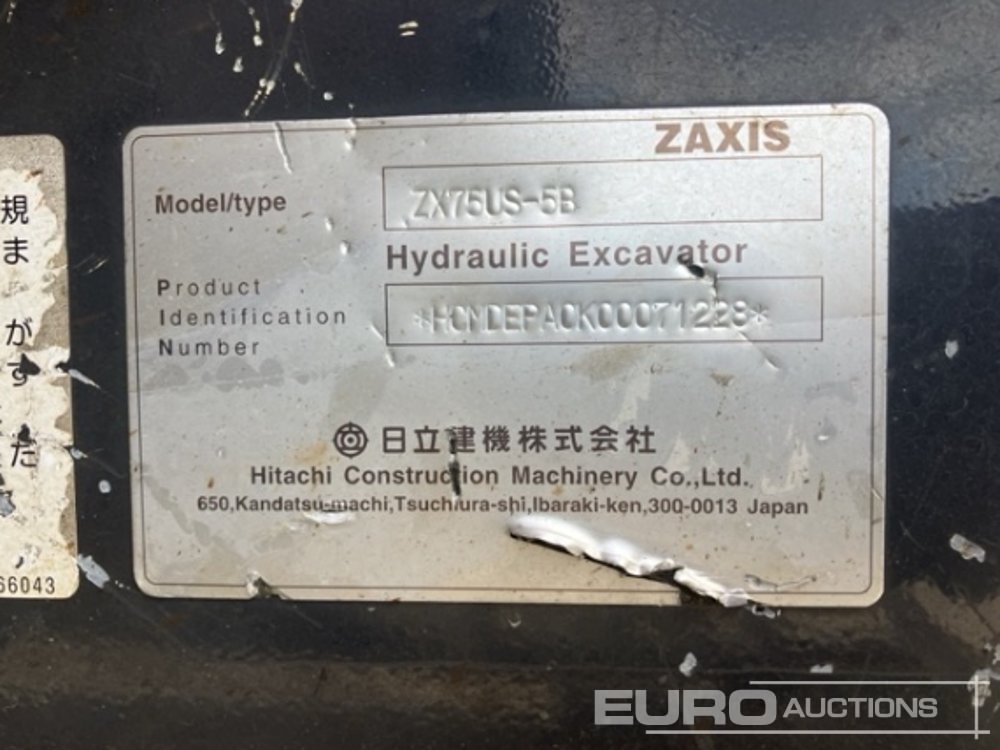 ZAXIS
Model/type ZX75US-5B
Hydraulic Excavator
Product
Identification *HCMDEPA0K00071228*
Number
日立建機株式会社
Hitachi Construction Machinery Co.,Ltd.
650,Kandatsu-machi,Tsuchiura-shi,Ibaraki-ken,300-0013 Japan
規
ま
が
す
た
66043
EURO AUCTIONS